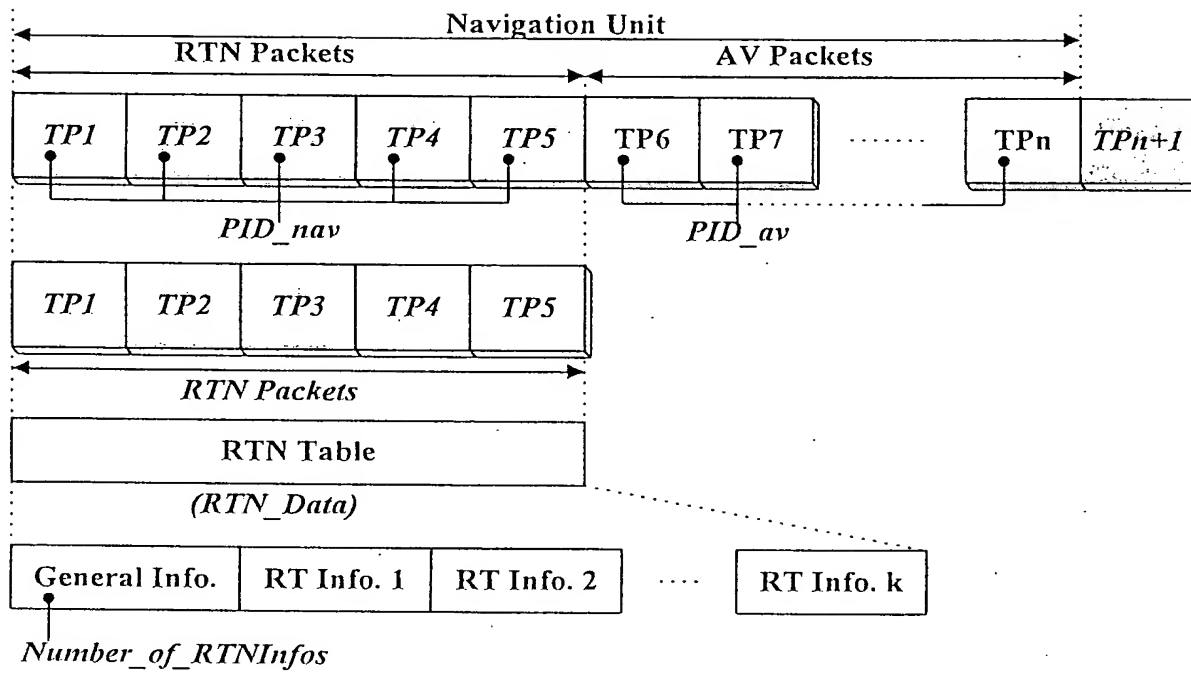 Navigation Unit
RTN Packets AV Packets
TP1 TP2 TP3 TP4 TP5 TP6 TP7 TPn TPn+1
PID_nav PID_av
TP1 TP2 TP3 TP4 TP5
RTN Packets
RTN Table
(RTN_Data)
General Info. RT Info. 1 RT Info. 2 RT Info. k
Number_of_RTNInfos